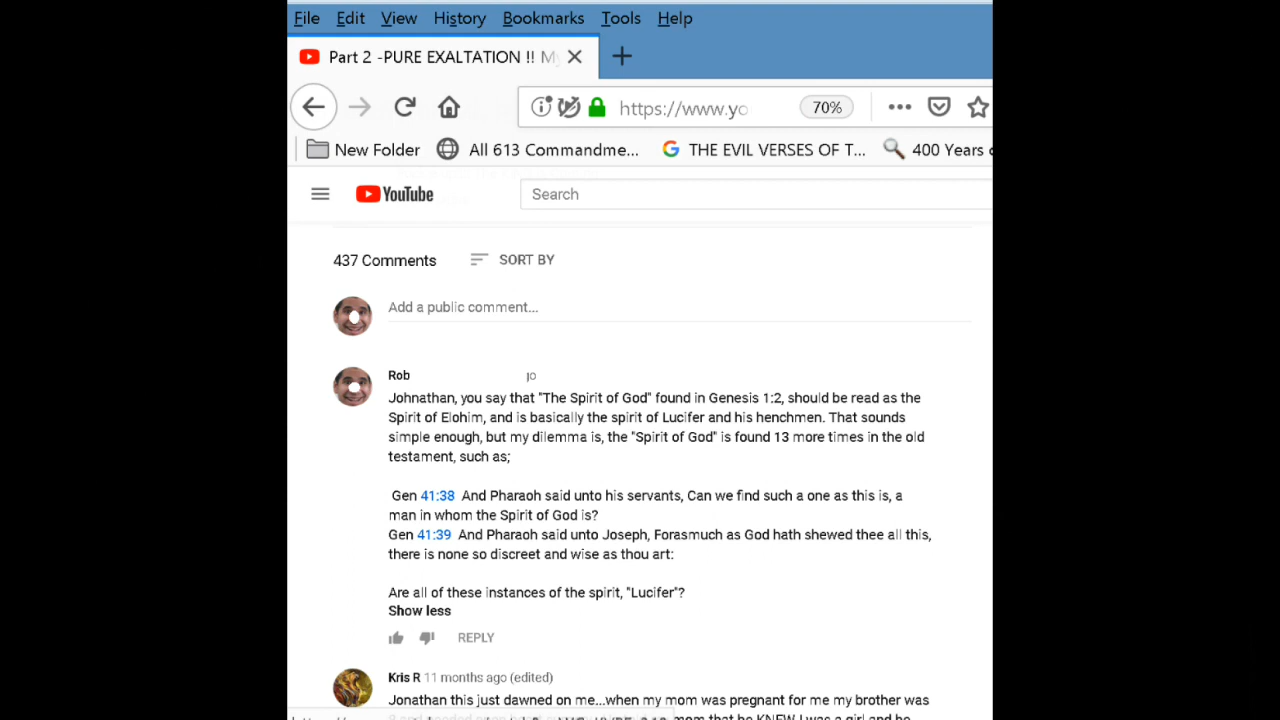 File Edit View History Bookmarks Tools Help
Part 2 -PURE EXALTATION !! My
https://www.yo 70%
New Folder All 613 Commandme... THE EVIL VERSES OF T... 400 Years
YouTube Search
437 Comments SORT BY
Add a public comment...
Rob
Johnathan, you say that "The Spirit of God" found in Genesis 1:2, should be read as the
Spirit of Elohim, and is basically the spirit of Lucifer and his henchmen. That sounds
simple enough, but my dilemma is, the "Spirit of God" is found 13 more times in the old
testament, such as;
Gen 41:38 And Pharaoh said unto his servants, Can we find such a one as this is, a
man in whom the Spirit of God is?
Gen 41:39 And Pharaoh said unto Joseph, Forasmuch as God hath shewed thee all this,
there is none so discreet and wise as thou art:
Are all of these instances of the spirit, "Lucifer"?
Show less
REPLY
Kris R 11 months ago (edited)
Jonathan this just dawned on me...when my mom was pregnant for me my brother was
mom that he KNEW I was a girl and he